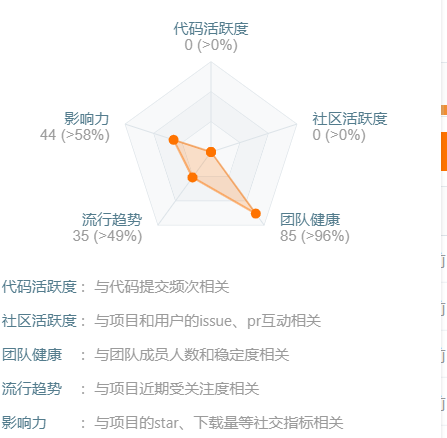 代码活跃度
0 (>0%)
影响力
44 (>58%)
社区活跃度
0 (>0%)
流行趋势
35 (>49%)
团队健康
85 (>96%)
代码活跃度 : 与代码提交频次相关
社区活跃度 : 与项目和用户的issue、pr互动相关
团队健康 : 与团队成员人数和稳定度相关
流行趋势 : 与项目近期受关注度相关
影响力 : 与项目的star、下载量等社交指标相关